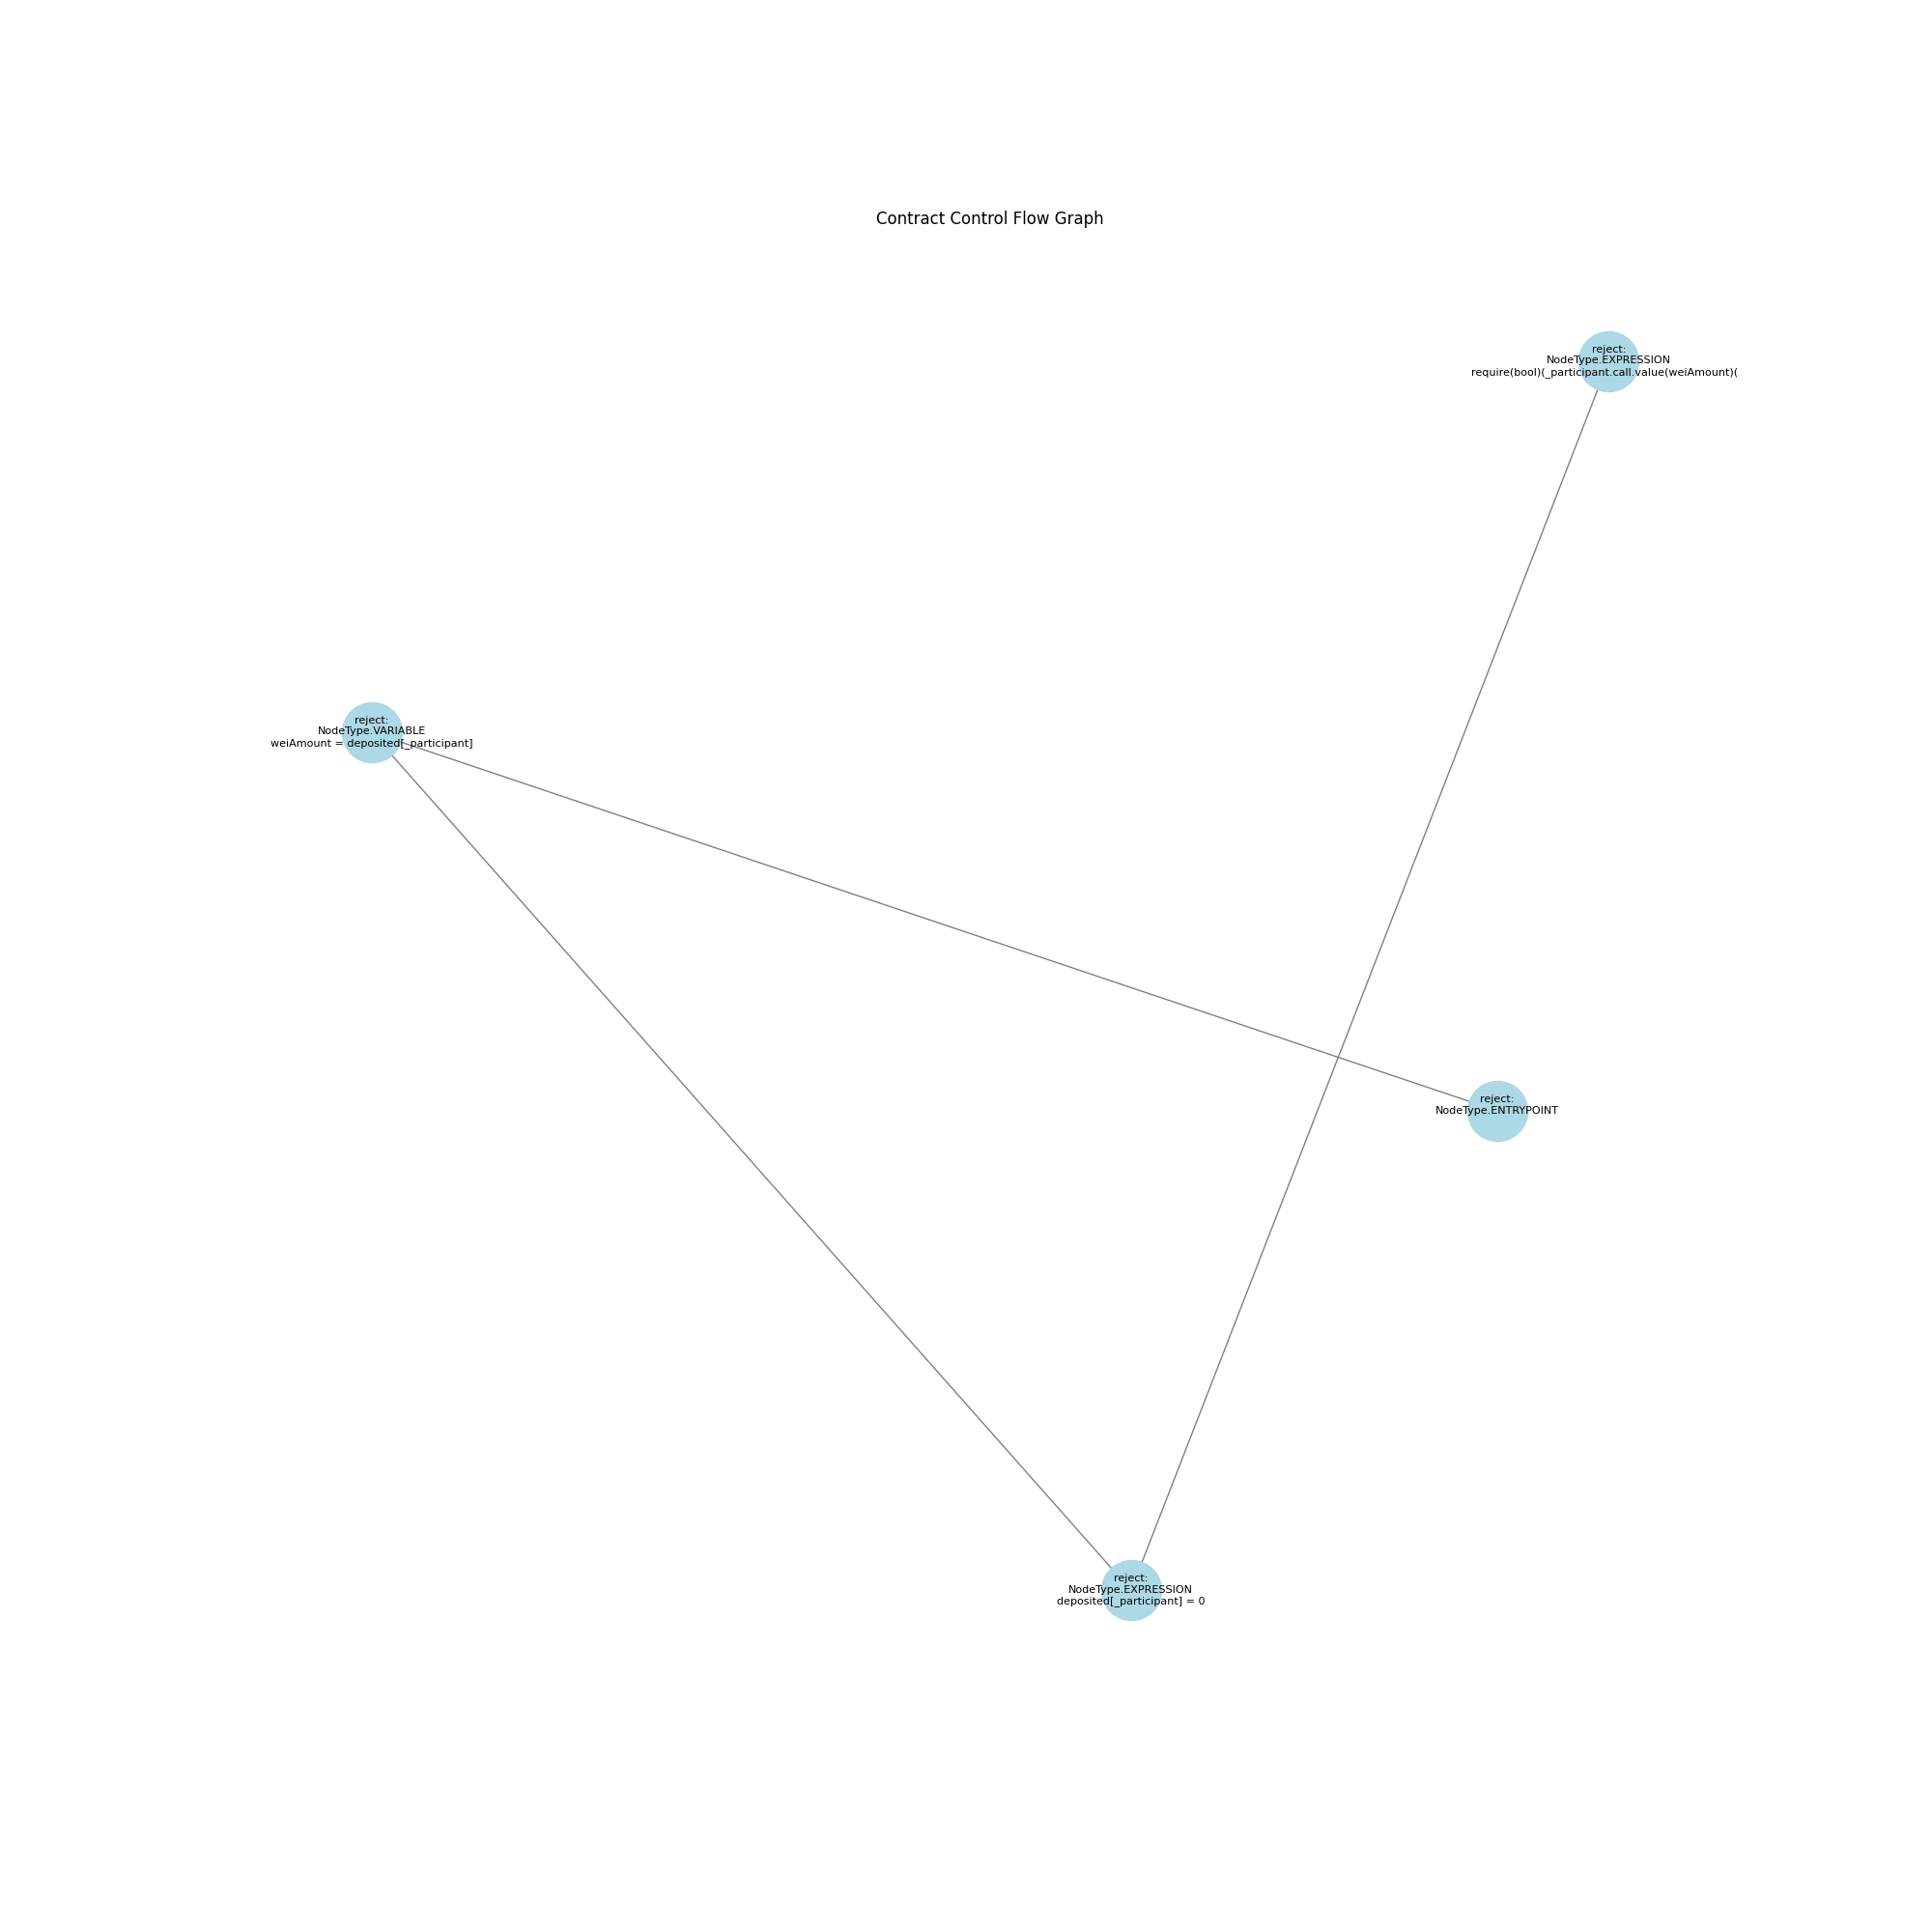 Contract Control Flow Graph
reject:
NodeType.EXPRESSION
require(bool)(_participant.call.value(weiAmount)(
reject:
NodeType.VARIABLE
weiAmount = deposited[_participant]
reject:
NodeType.ENTRYPOINT
reject:
NodeType.EXPRESSION
deposited[_participant] = 0